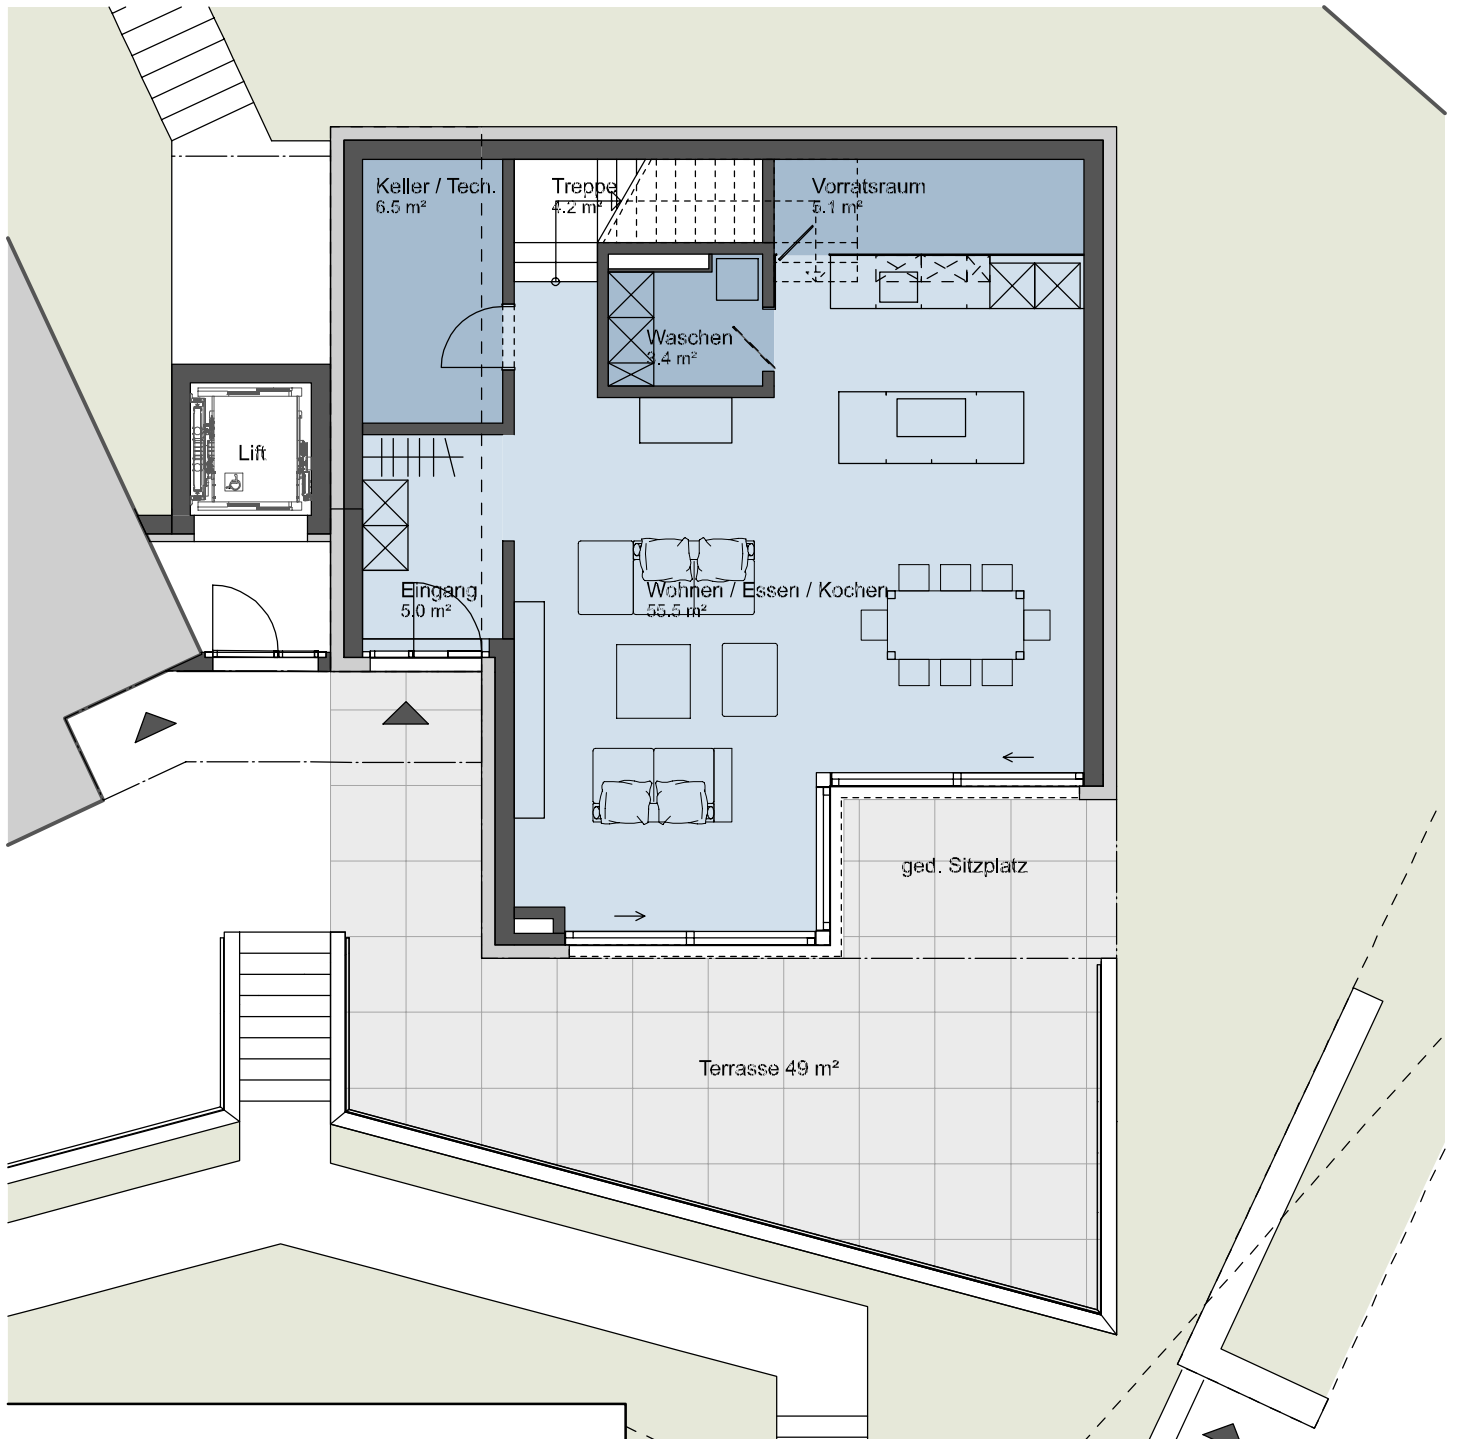 Keller / Tech.
6.5 m²
Treppe
4.2 m²
Vorratsraum
5.1 m²
Waschen
3.4 m²
Lift
Eingang
5.0 m²
Wohnen / Essen / Kochen
55.5 m²
ged. Sitzplatz
Terrasse 49 m²